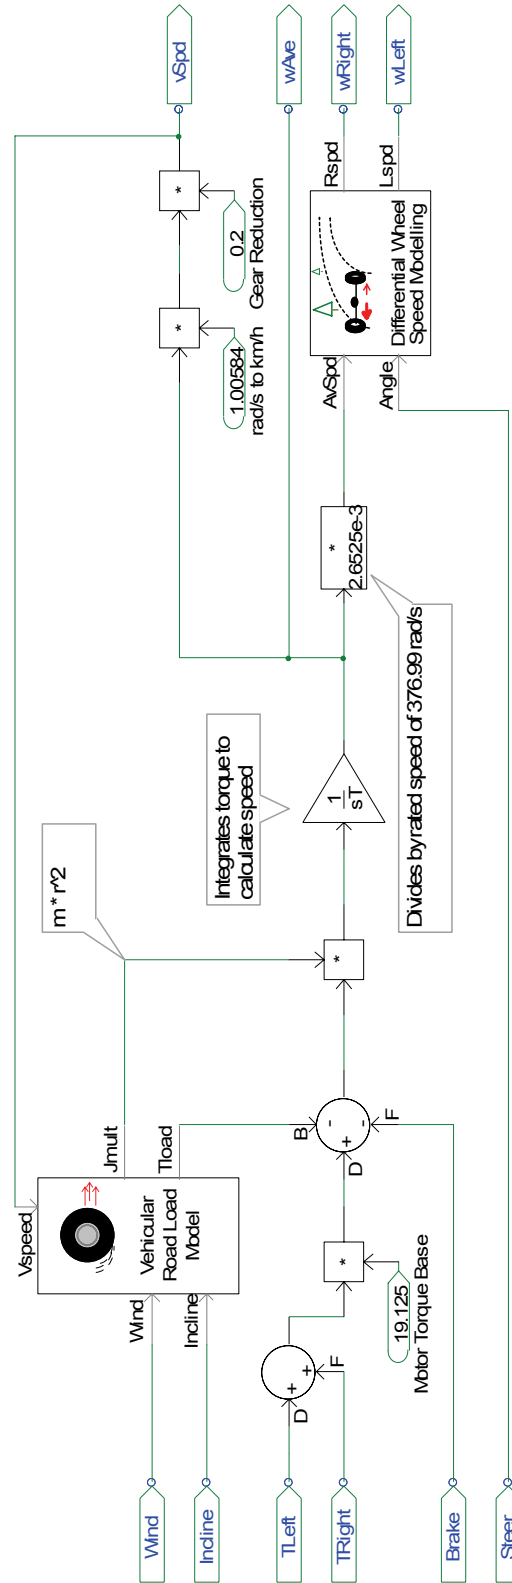 Vspeed
Wind
Incline
Vehicular
Road Load
Model
Jmult
Tload
m * r^2
Wind
Incline
TLeft
TRight
Brake
Steer
D
+
+
F
*
19.125
Motor Torque Base
B
D
+
-
-
F
*
Integrates torque to
calculate speed
1
sT
*
2.6525e-3
Divides by rated speed of 376.99 rad/s
*
1.00584
rad/s to km/h
*
0.2
Gear Reduction
AvSpd
Angle
Differential Wheel
Speed Modelling
Rspd
Lspd
vSpd
wAve
wRight
wLeft